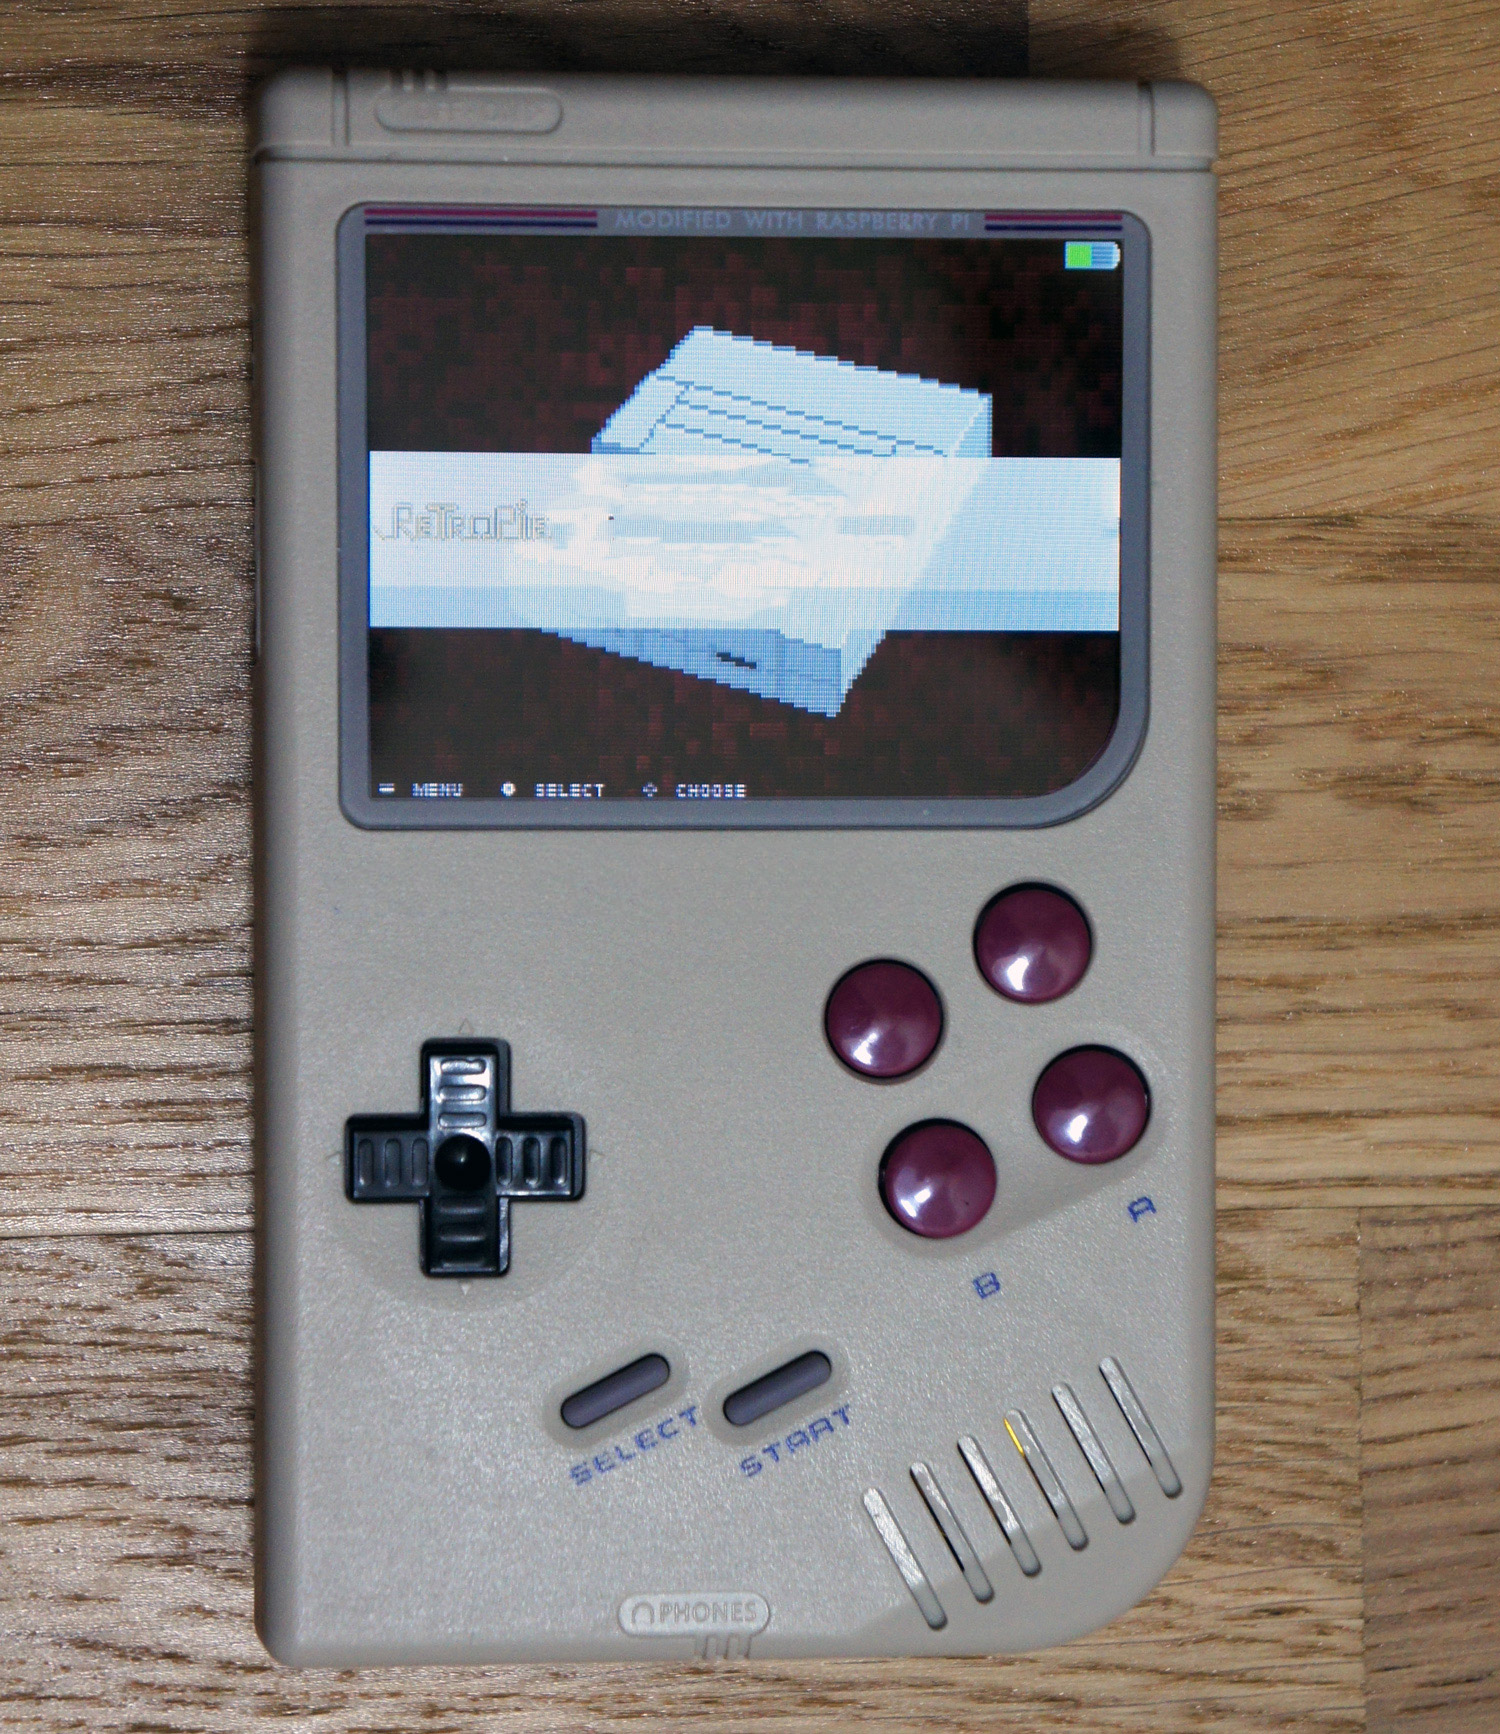 MODIFIED WITH RASPBERRY PI
RETROPIE
MENU SELECT CHOOSE
A
B
SELECT START
PHONES